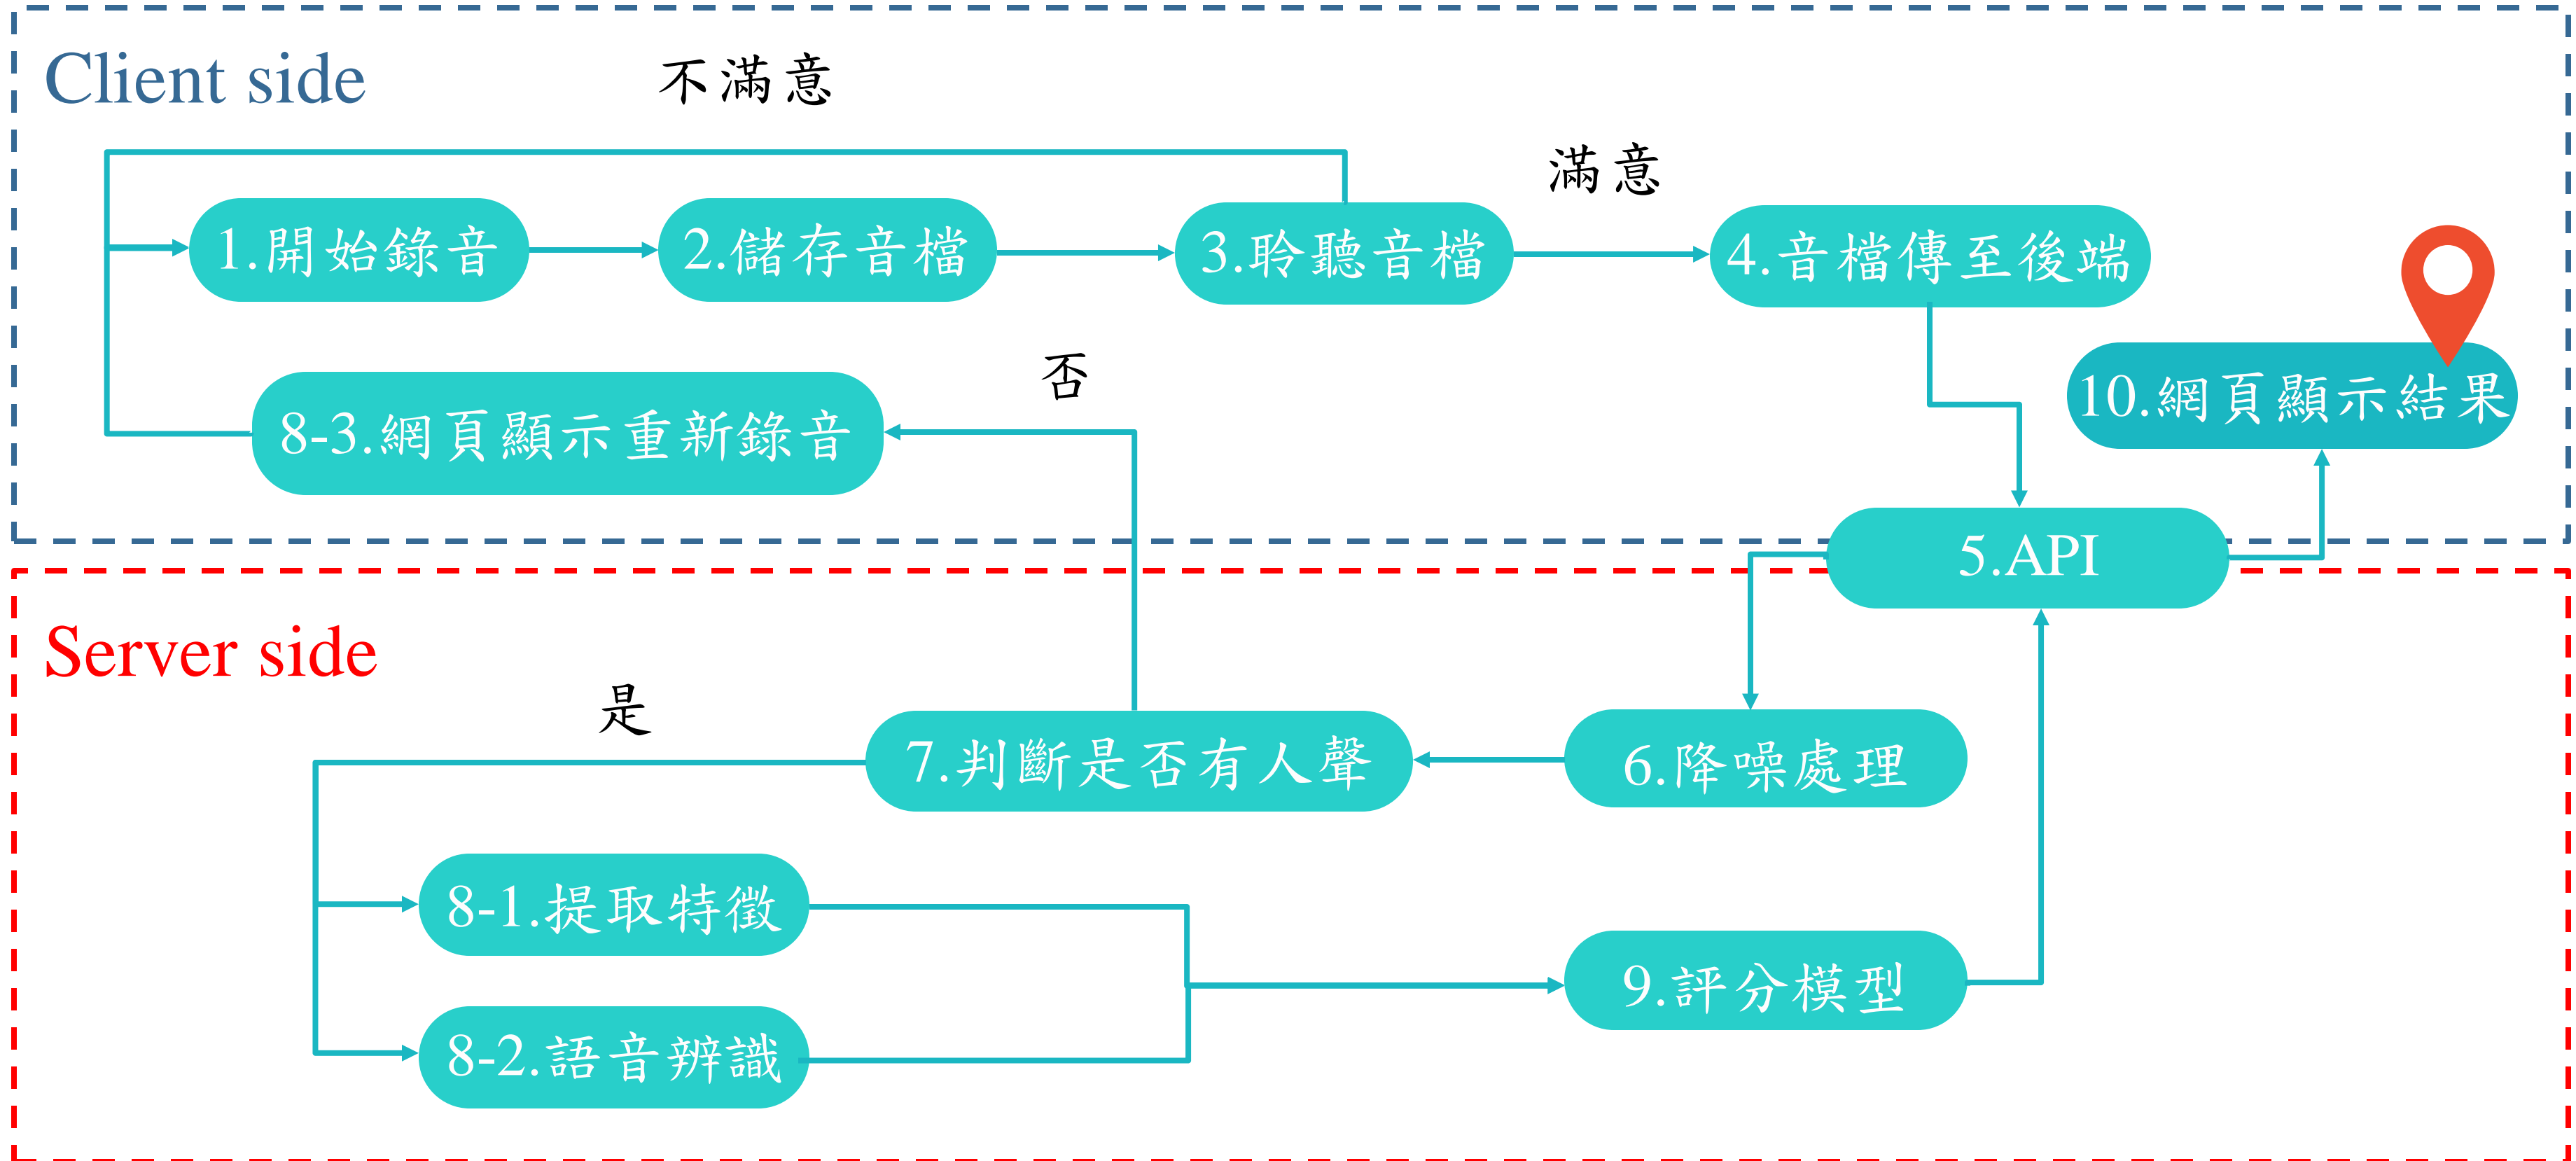 Client side
不滿意
滿意
1.開始錄音
2.儲存音檔
3.聆聽音檔
4.音檔傳至後端
否
10.網頁顯示結果
8-3.網頁顯示重新錄音
5.API
Server side
是
7.判斷是否有人聲
6.降噪處理
8-1.提取特徵
9.評分模型
8-2.語音辨識